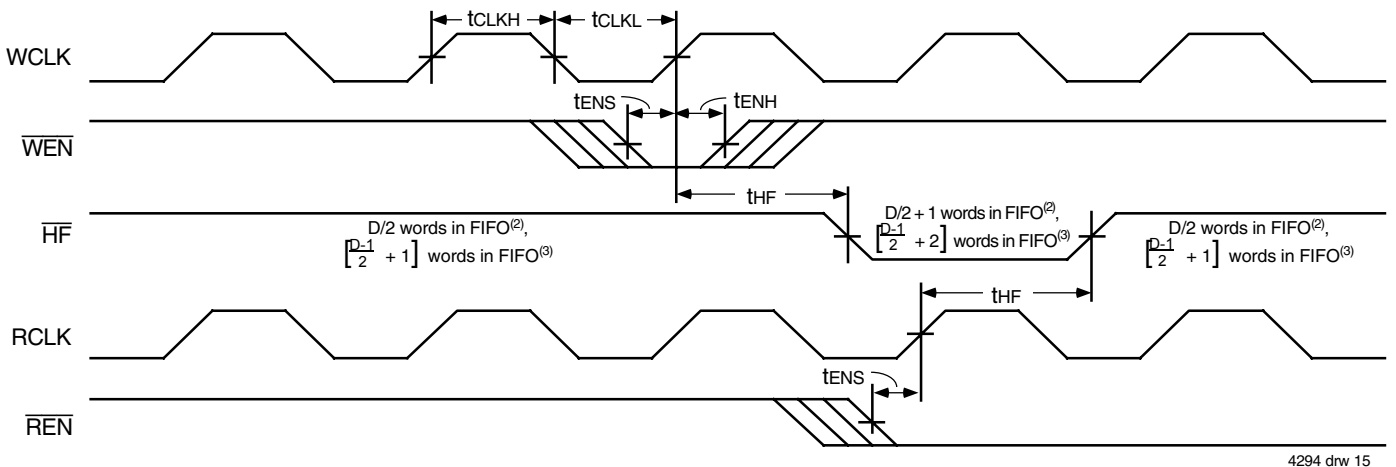 tCLKH
tCLKL
WCLK
tENS
tENH
WEN
tHF
HF
D/2 words in FIFO(2),
[D-1/2 + 1] words in FIFO(3)
D/2 + 1 words in FIFO(2),
[D-1/2 + 2] words in FIFO(3)
D/2 words in FIFO(2),
[D-1/2 + 1] words in FIFO(3)
tHF
RCLK
tENS
REN
4294 drw 15